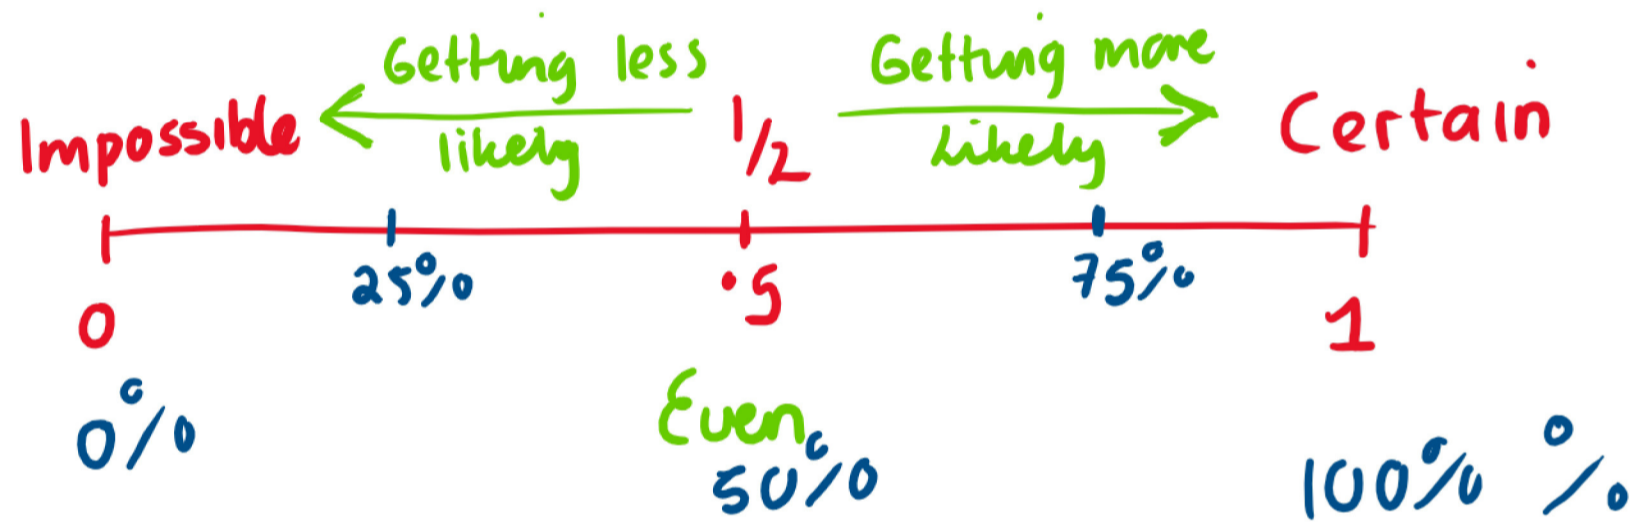 Getting less Getting more
Impossible 1/2 Certain
likely Likely
25% .5 75%
0 1
0% Even 50% 100% %